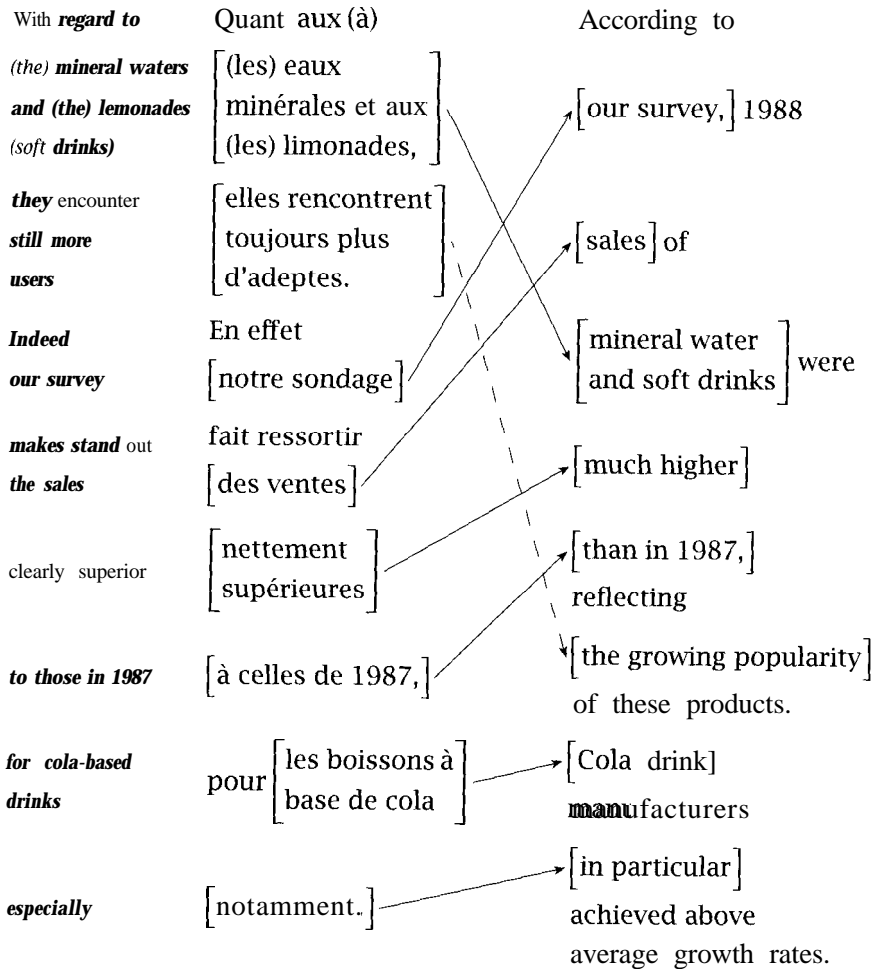 With regard to
(the) mineral waters
and (the) lemonades
(soft drinks)
they encounter
still more
users
Indeed
our survey
makes stand out
the sales
clearly superior
to those in 1987
for cola-based
drinks
especially
Quant aux (à)
[(les) eaux
minérales et aux
(les) limonades,]
[elles rencontrent
toujours plus
d'adeptes.]
En effet
[notre sondage]
fait ressortir
[des ventes]
[nettement
supérieures]
[à celles de 1987,]
pour [les boissons à
base de cola]
[notamment.]
According to
[our survey,] 1988
[sales] of
[mineral water
and soft drinks] were
[much higher]
[than in 1987,]
reflecting
[the growing popularity]
of these products.
[Cola drink]
manufacturers
[in particular]
achieved above
average growth rates.